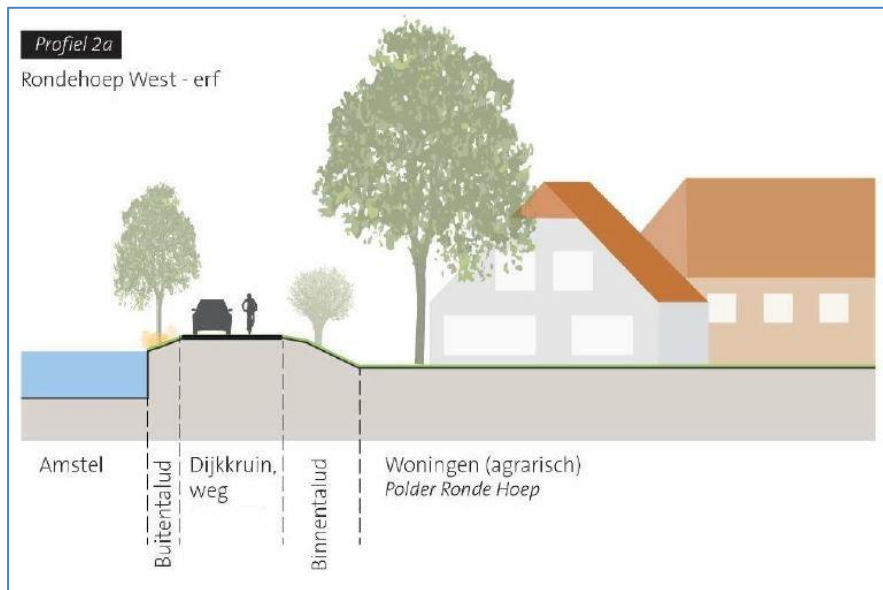 Profiel 2a
Rondehoep West - erf
Amstel
Buitentalud
Dijkkruin,
weg
Binnentalud
Woningen (agrarisch)
Polder Ronde Hoep